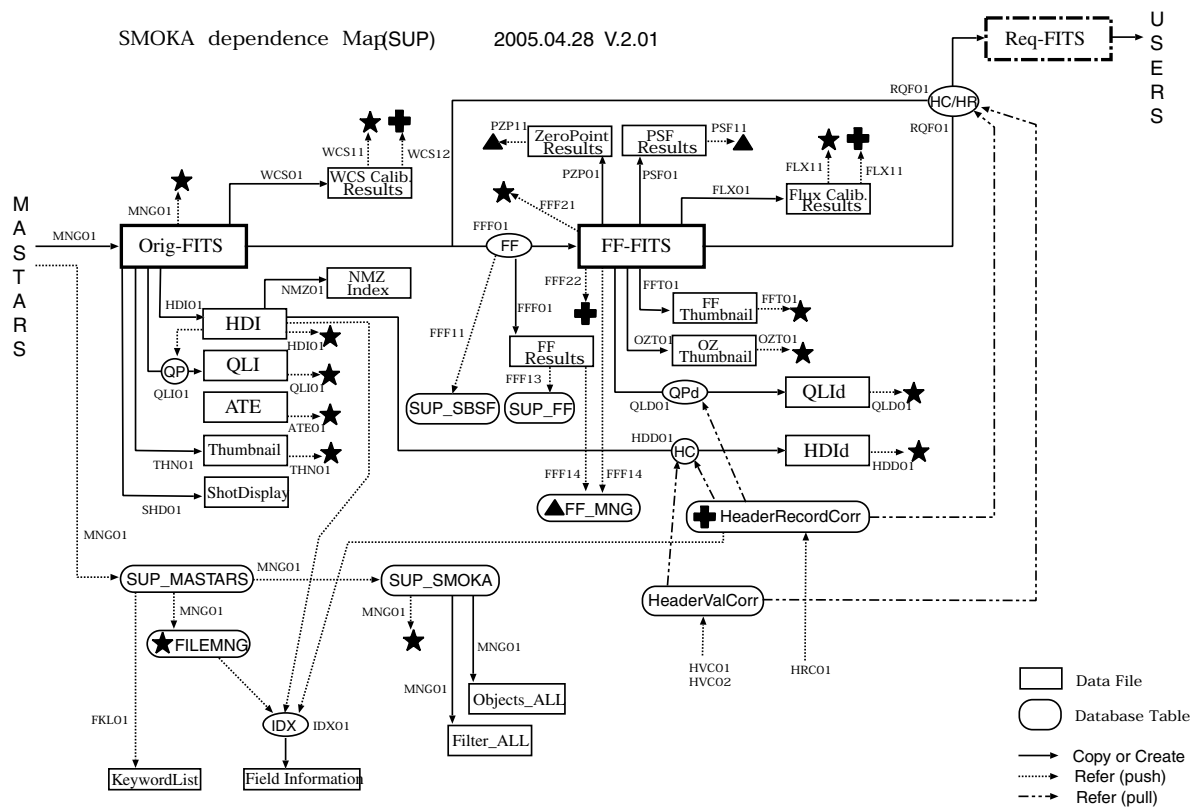 SMOKA dependence Map(SUP) 2005.04.28 V.2.01
USERS
Req-FITS
RQF01
HC/HR
RQF01
PZP11
ZeroPoint Results
PSF Results
PSF11
WCS11
WCS12
FLX11
FLX11
PZP01
PSF01
WCS01
WCS Calib. Results
FLX01
Flux Calib. Results
MASTARS
MNG01
FFF21
MNG01
Orig-FITS
FFF01
FF
FF-FITS
NMZ Index
NMZ01
FFF22
HDI01
FFF01
FFT01
FF Thumbnail
FFT01
HDI
HDI01
FFF11
OZT01
OZ Thumbnail
OZT01
FF Results
QP
QLI
QLI01
QLI01
FFF13
QPd
QLId
QLD01
QLD01
ATE
ATE01
SUP_SBSF
SUP_FF
Thumbnail
THN01
THN01
HDD01
HC
HDId
HDD01
ShotDisplay
SHD01
FFF14
FFF14
FF_MNG
HeaderRecordCorr
MNG01
SUP_MASTARS
MNG01
SUP_SMOKA
HeaderValCorr
MNG01
MNG01
FILEMNG
MNG01
HVC01
HVC02
HRC01
MNG01
Objects_ALL
FKL01
IDX
IDX01
Filter_ALL
KeywordList
Field Information
Data File
Database Table
Copy or Create
Refer (push)
Refer (pull)